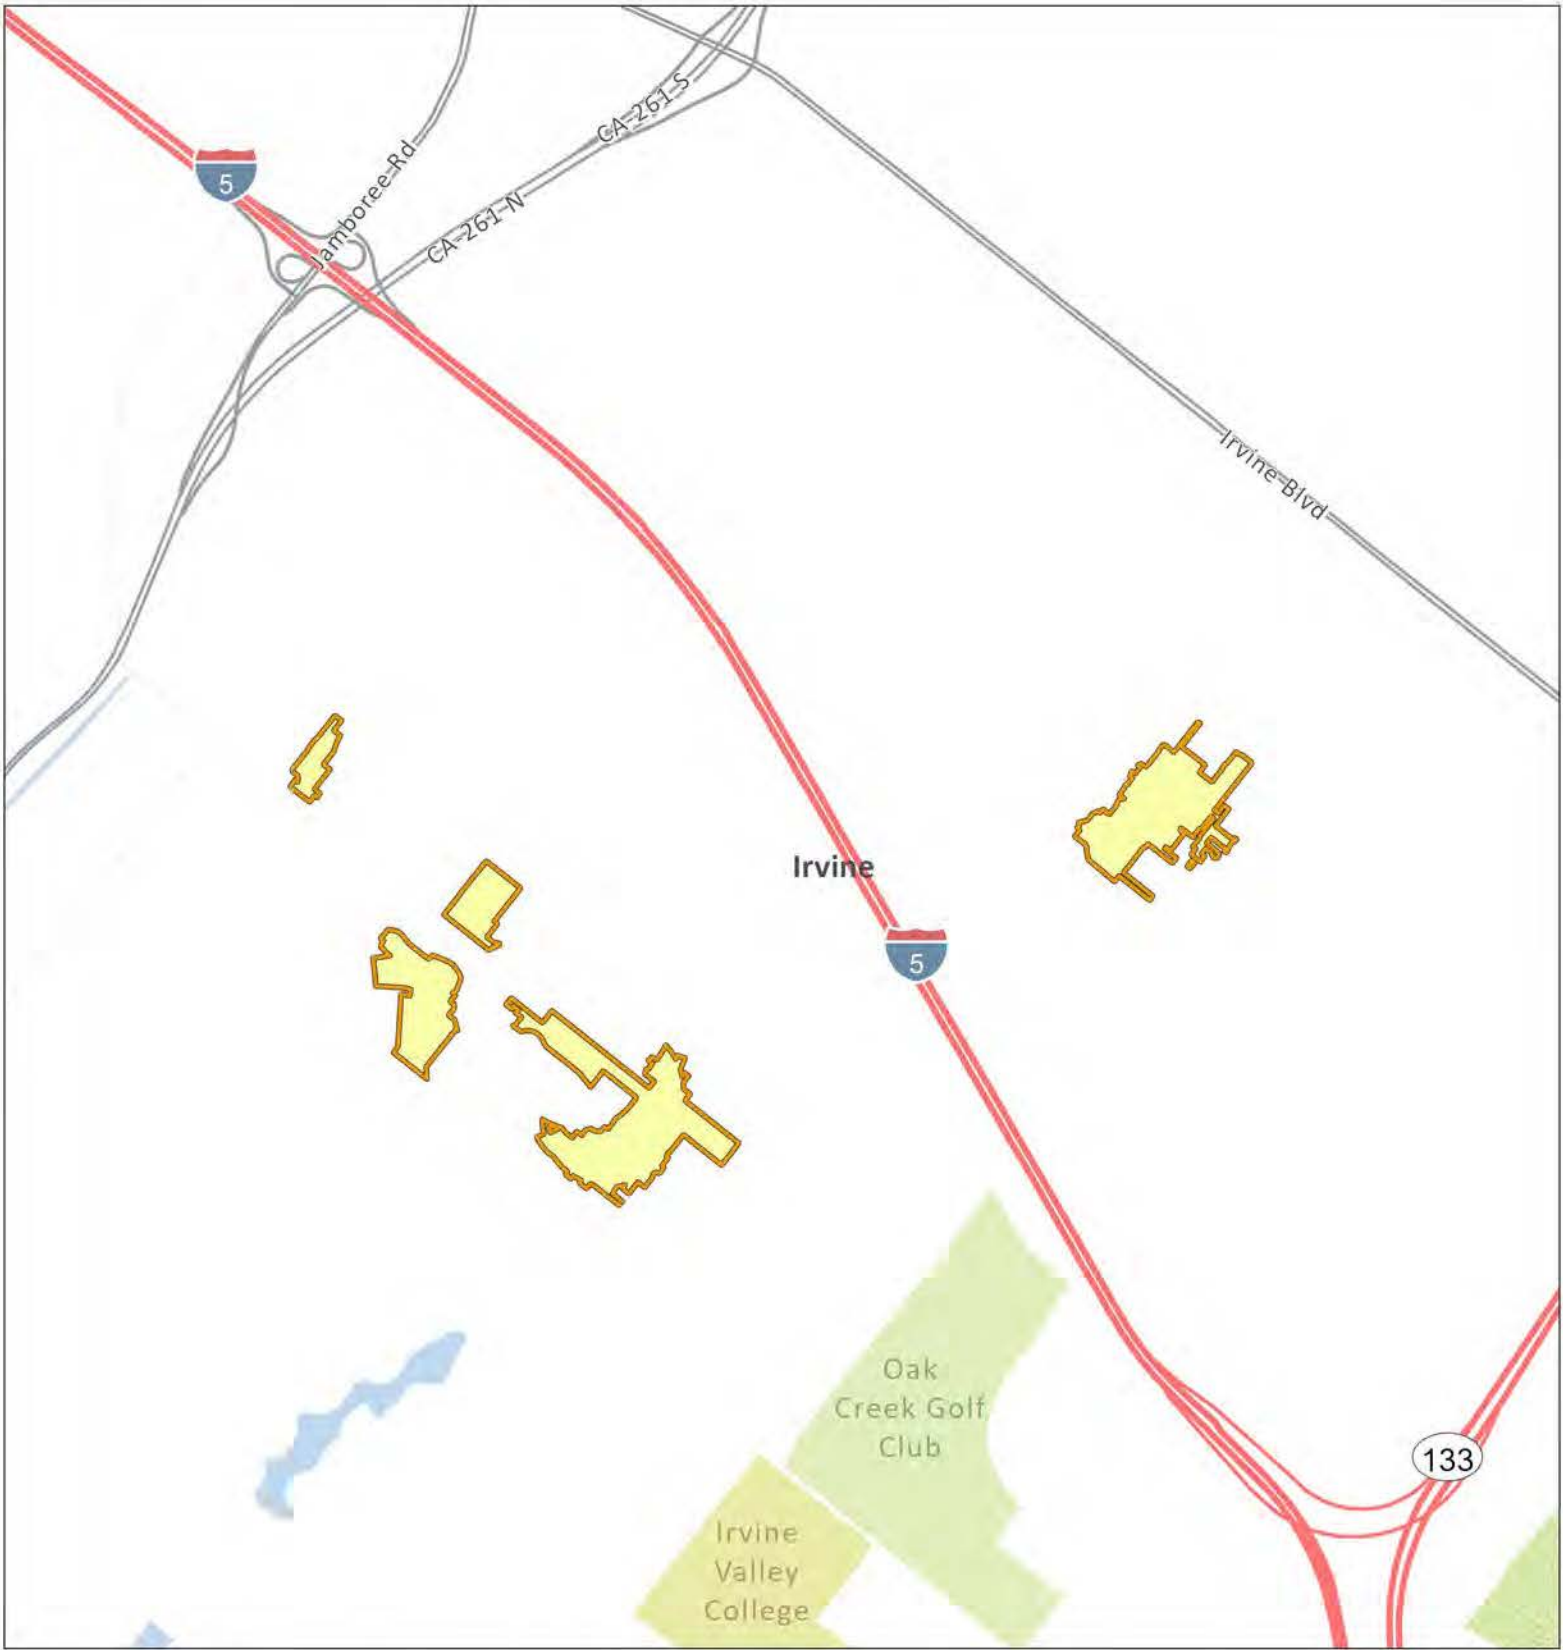 CA-261-S
5
Jamboree-Rd
CA-261-N
Irvine-Blvd
Irvine
5
Oak
Creek Golf
Club
133
Irvine
Valley
College